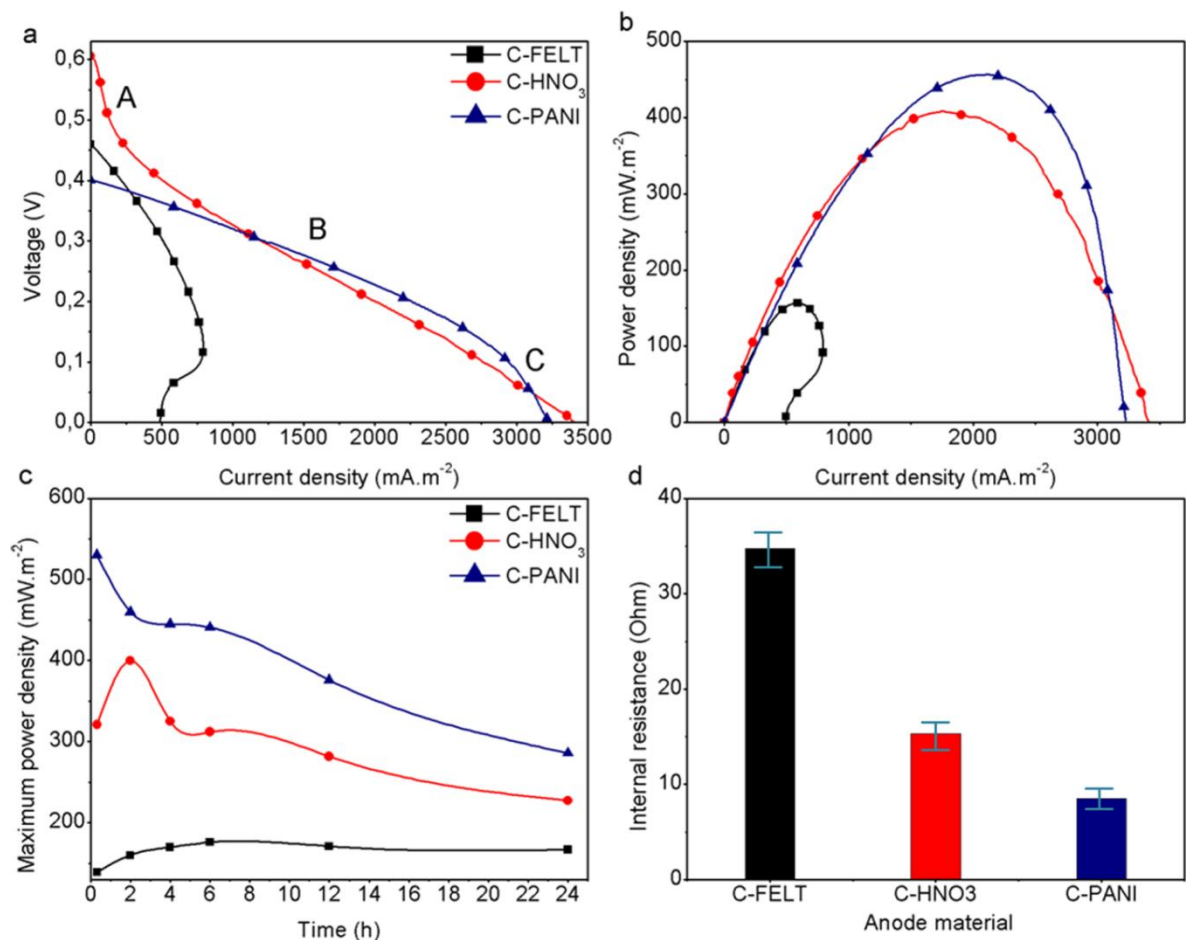 a
0,6
0,5
0,4
0,3
0,2
0,1
0,0
Voltage (V)
C-FELT
C-HNO₃
C-PANI
A
B
C
0 500 1000 1500 2000 2500 3000 3500
Current density (mA.m⁻²)
b
500
400
300
200
100
0
Power density (mW.m⁻²)
0 1000 2000 3000
Current density (mA.m⁻²)
c
600
500
400
300
200
Maximum power density (mW.m⁻²)
C-FELT
C-HNO₃
C-PANI
0 2 4 6 8 10 12 14 16 18 20 22 24
Time (h)
d
40
30
20
10
0
Internal resistance (Ohm)
C-FELT C-HNO3 C-PANI
Anode material